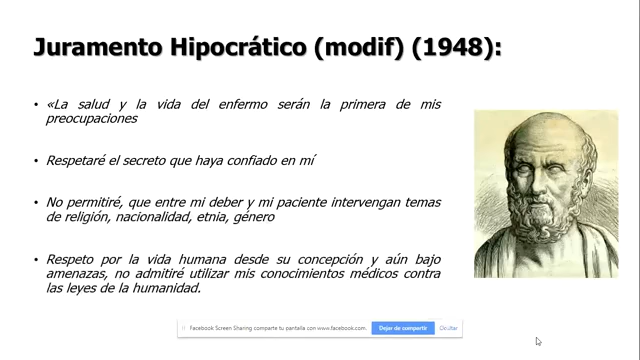 Juramento Hipocrático (modif) (1948):
• «La salud y la vida del enfermo serán la primera de mis
preocupaciones
• Respetaré el secreto que haya confiado en mí
• No permitiré, que entre mi deber y mi paciente intervengan temas
de religión, nacionalidad, etnia, género
• Respeto por la vida humana desde su concepción y aún bajo
amenazas, no admitiré utilizar mis conocimientos médicos contra
las leyes de la humanidad.
Facebook Screen Sharing comparte tu pantalla con www.facebook.com. Dejar de compartir Ocultar